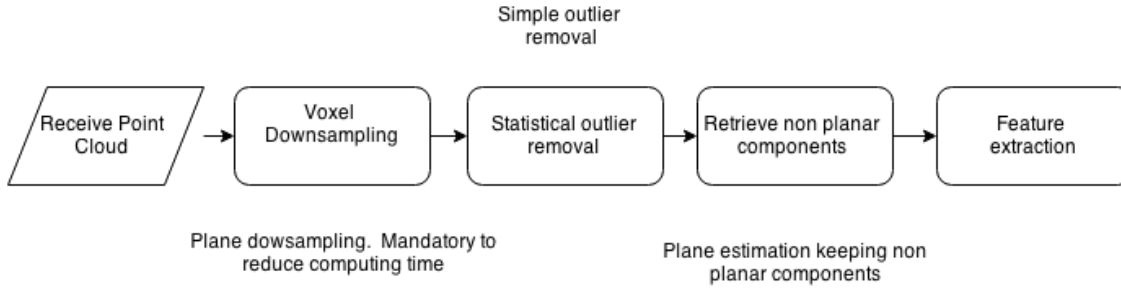 Simple outlier
removal
Receive Point
Cloud
Voxel
Downsampling
Statistical outlier
removal
Retrieve non planar
components
Feature
extraction
Plane dowsampling.  Mandatory to
reduce computing time
Plane estimation keeping non
planar components